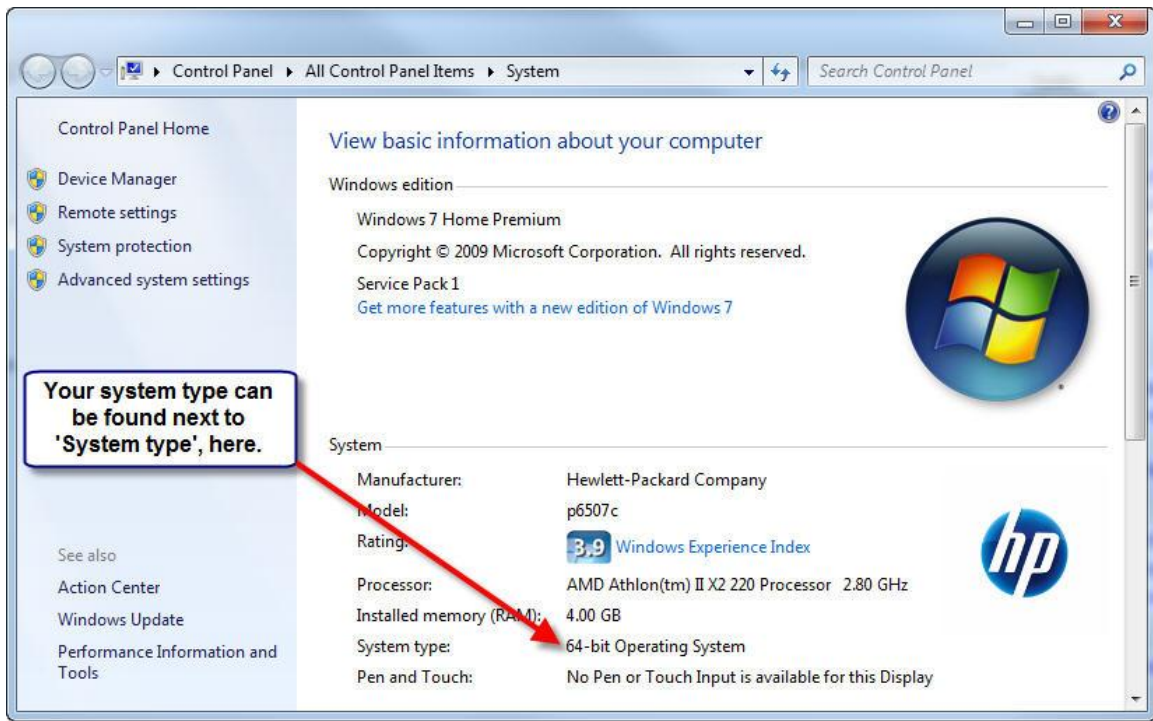 Control Panel ▸ All Control Panel Items ▸ System
Search Control Panel
Control Panel Home
Device Manager
Remote settings
System protection
Advanced system settings
Your system type can
be found next to
'System type', here.
See also
Action Center
Windows Update
Performance Information and
Tools
View basic information about your computer
Windows edition
Windows 7 Home Premium
Copyright © 2009 Microsoft Corporation. All rights reserved.
Service Pack 1
Get more features with a new edition of Windows 7
System
Manufacturer: Hewlett-Packard Company
Model: p6507c
Rating: 3.9 Windows Experience Index
Processor: AMD Athlon(tm) II X2 220 Processor 2.80 GHz
Installed memory (RAM): 4.00 GB
System type: 64-bit Operating System
Pen and Touch: No Pen or Touch Input is available for this Display
hp